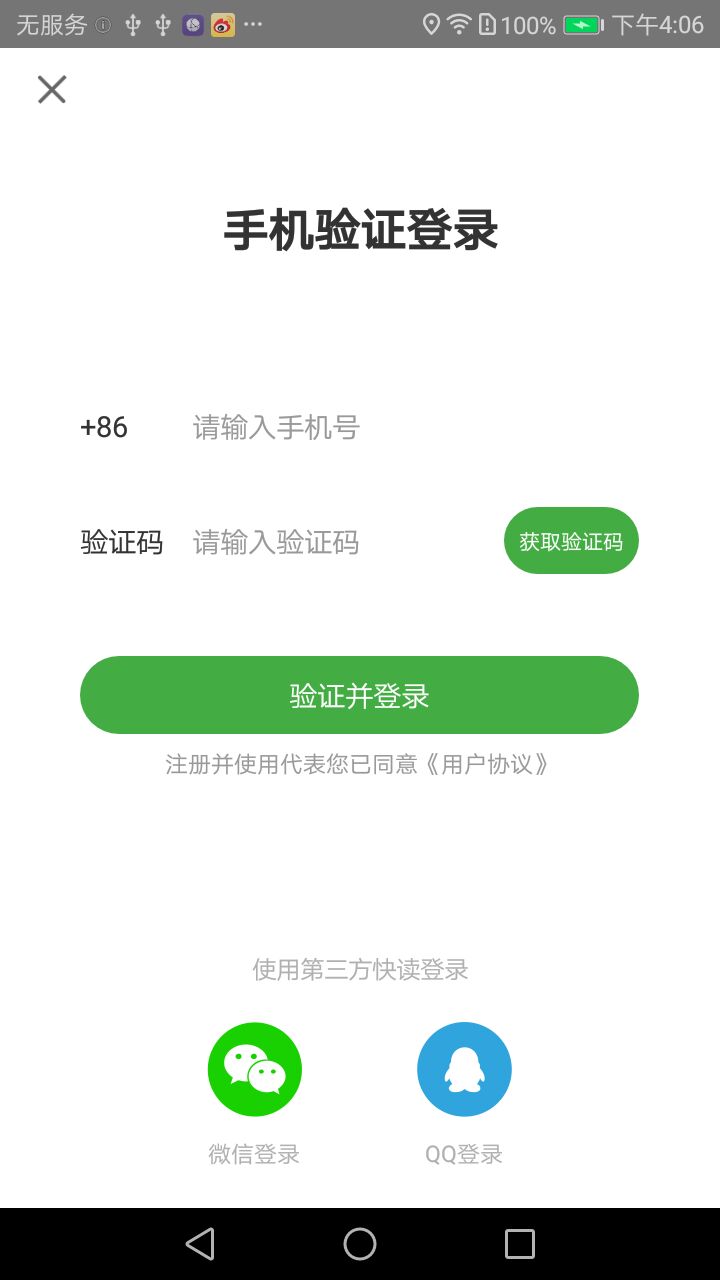 无服务 100% 下午4:06
手机验证登录
+86 请输入手机号
验证码 请输入验证码 获取验证码
验证并登录
注册并使用代表您已同意《用户协议》
使用第三方快读登录
微信登录 QQ登录